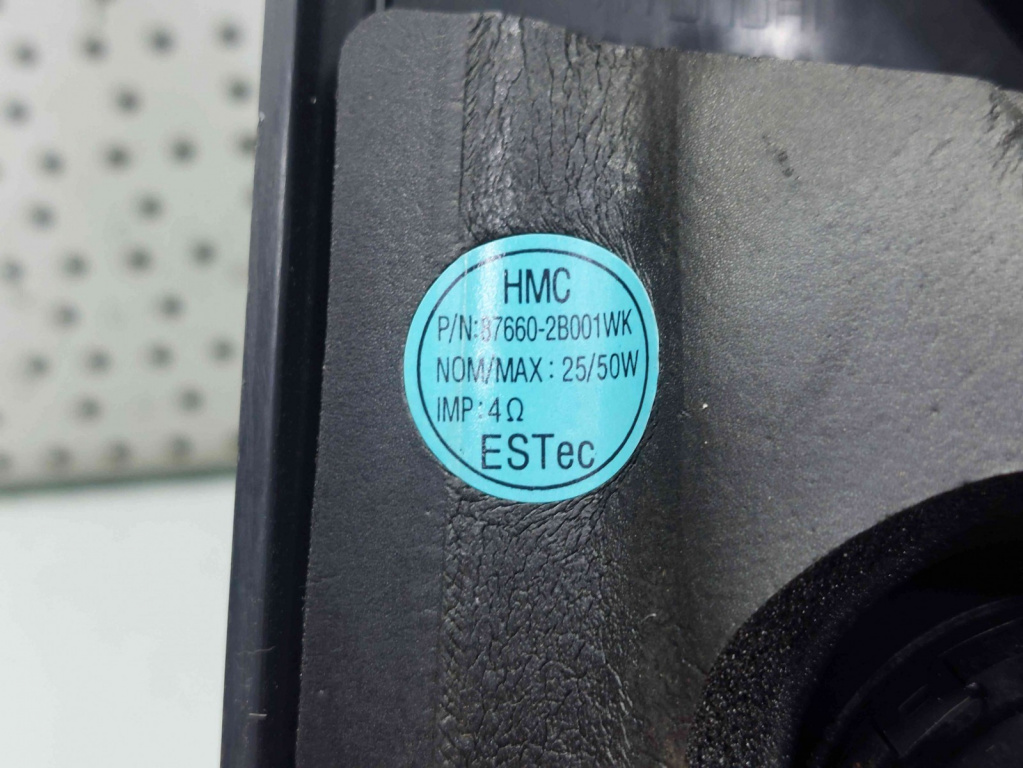 HMC
P/N:87660-2B001WK
NOM/MAX: 25/50W
IMP:4Ω
ESTec